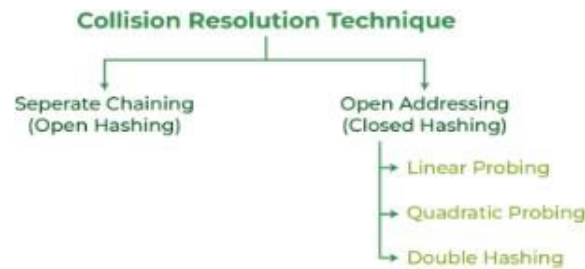 Collision Resolution Technique
Seperate Chaining
(Open Hashing)
Open Addressing
(Closed Hashing)
Linear Probing
Quadratic Probing
Double Hashing